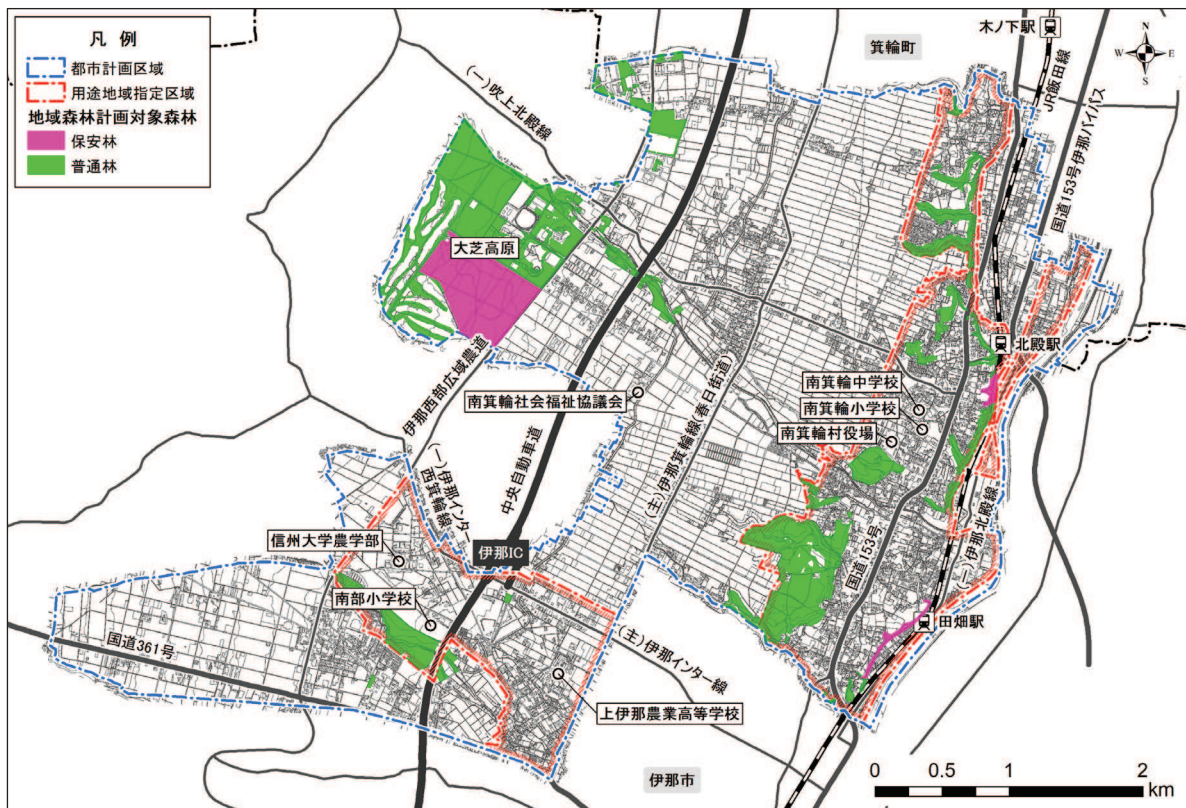 凡 例
都市計画区域
用途地域指定区域
地域森林計画対象森林
保安林
普通林
木ノ下駅
箕輪町
N
W
E
S
(一)吹上北殿線
JR飯田線
国道153号伊那バイパス
大芝高原
北殿駅
伊那西部広域農道
南箕輪社会福祉協議会
(主)伊那箕輪線(春日街道)
南箕輪中学校
南箕輪小学校
南箕輪村役場
(一)伊那インター
西箕輪線
中央自動車道
信州大学農学部
伊那IC
国道153号
(一)伊那北殿線
南部小学校
田畑駅
国道361号
(主)伊那インター線
上伊那農業高等学校
伊那市
0
0.5
1
2
km